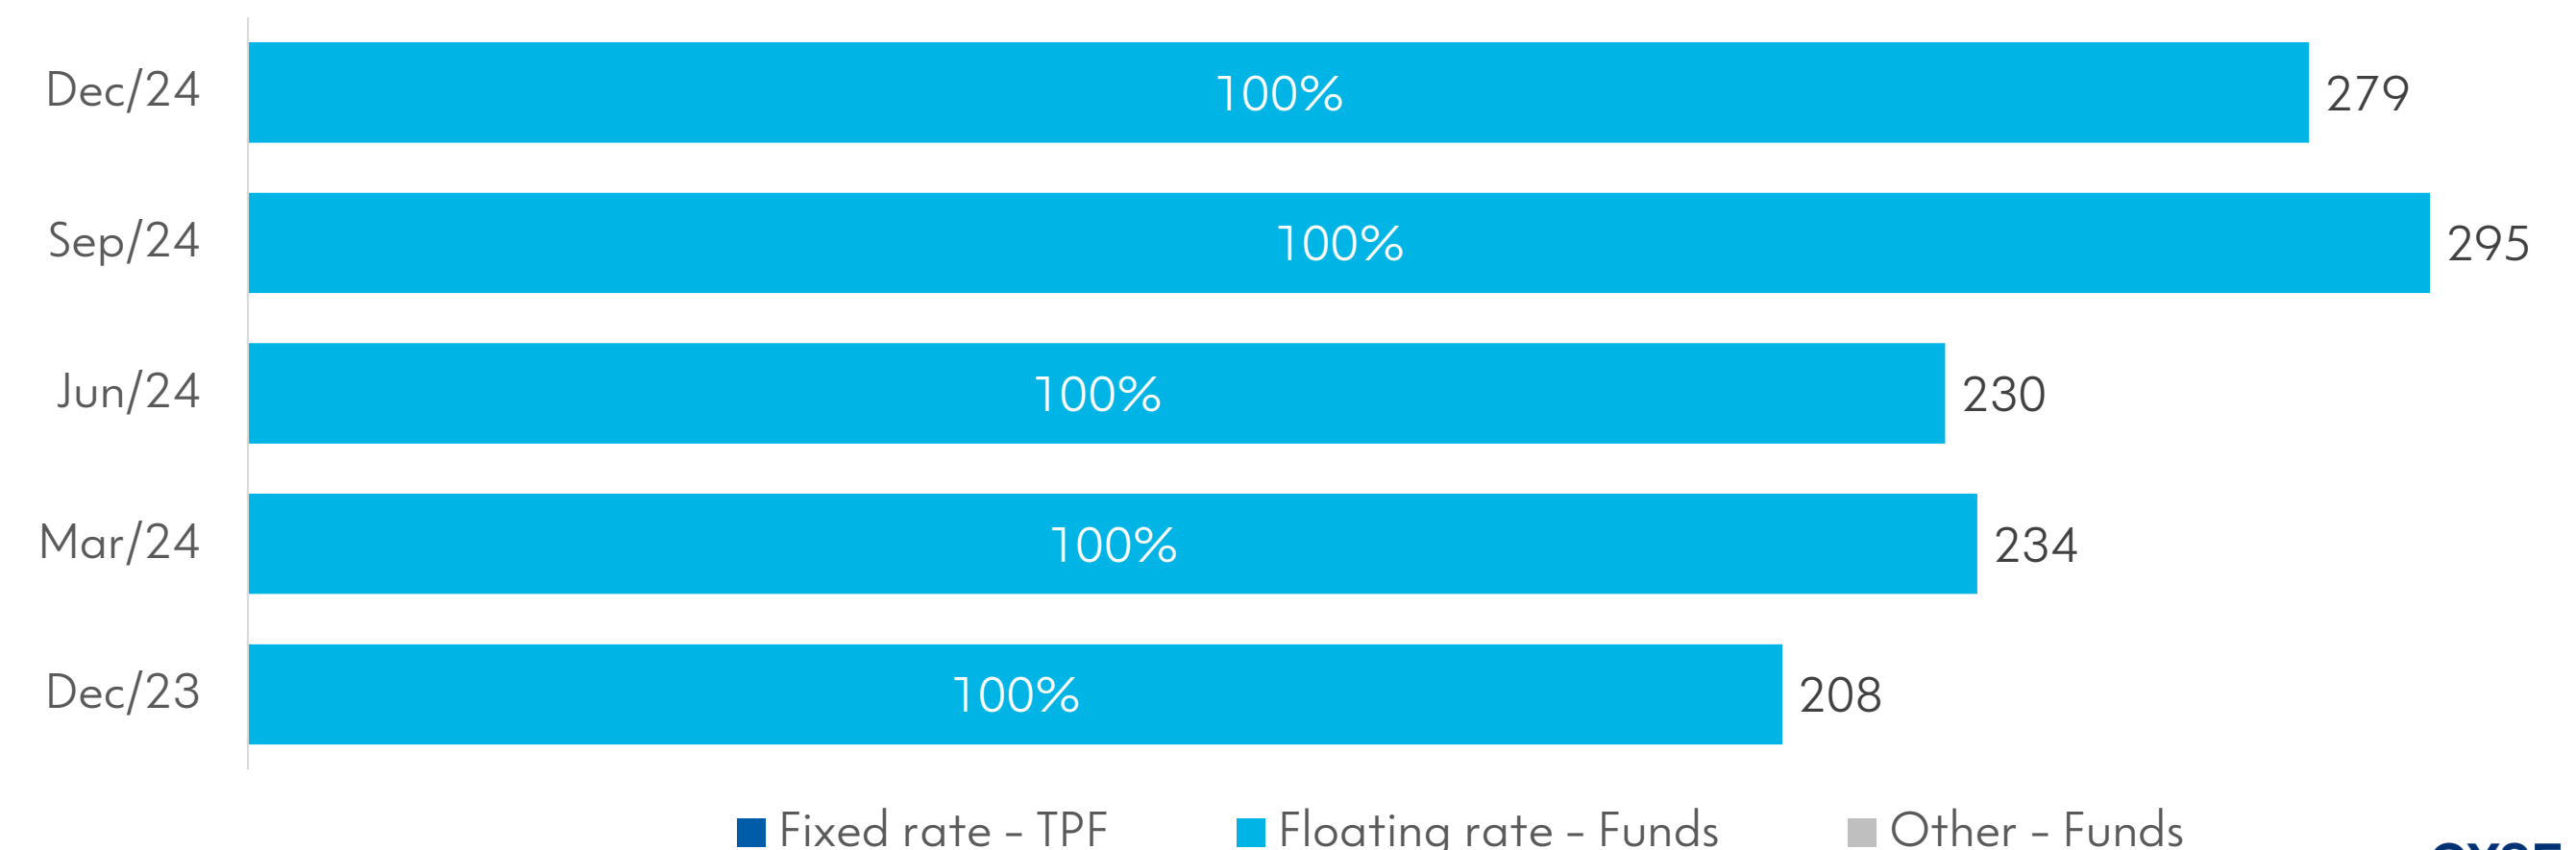 Dec/24 100% 279
Sep/24 100% 295
Jun/24 100% 230
Mar/24 100% 234
Dec/23 100% 208
Fixed rate – TPF Floating rate – Funds Other – Funds